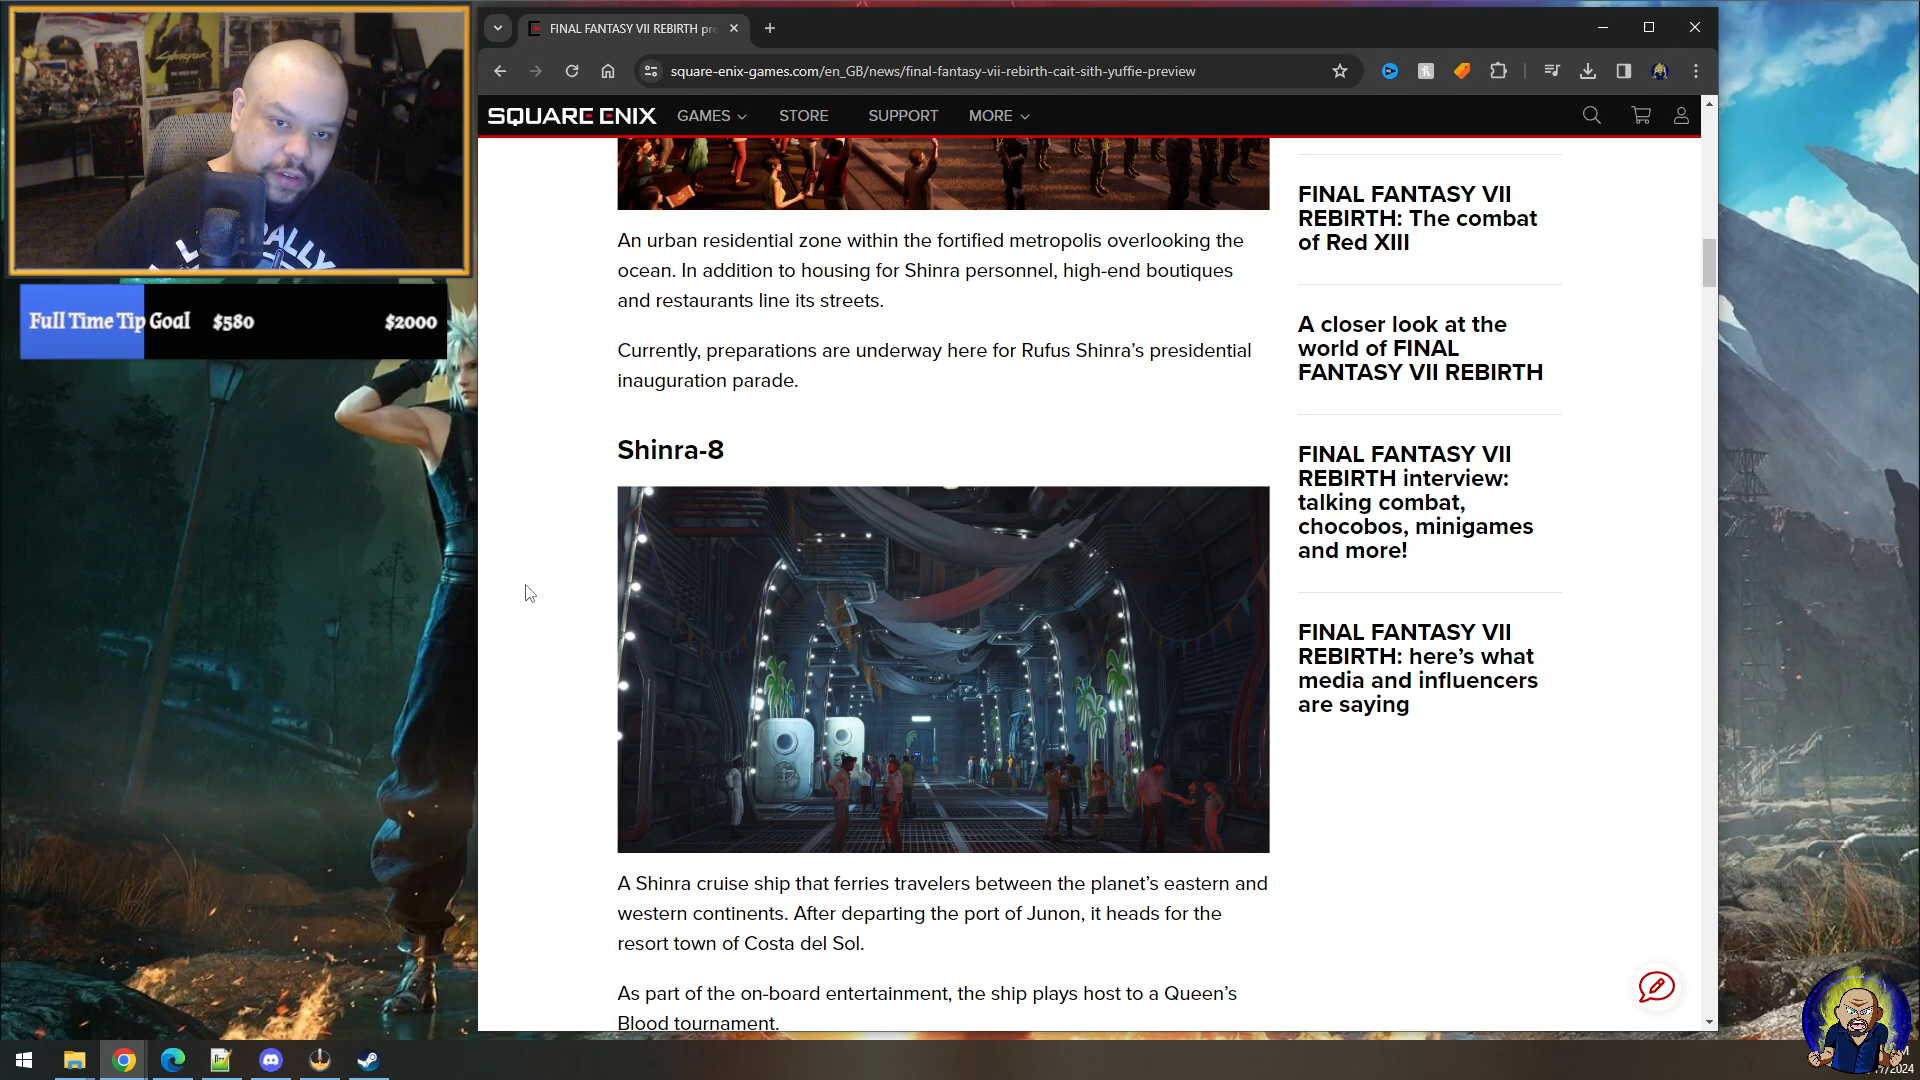 FINAL FANTASY VII REBIRTH pre
square-enix-games.com/en_GB/news/final-fantasy-vii-rebirth-cait-sith-yuffie-preview
SQUARE ENIX GAMES STORE SUPPORT MORE
Full Time Tip Goal $580 $2000
An urban residential zone within the fortified metropolis overlooking the
ocean. In addition to housing for Shinra personnel, high-end boutiques
and restaurants line its streets.
Currently, preparations are underway here for Rufus Shinra’s presidential
inauguration parade.
Shinra-8
A Shinra cruise ship that ferries travelers between the planet’s eastern and
western continents. After departing the port of Junon, it heads for the
resort town of Costa del Sol.
As part of the on-board entertainment, the ship plays host to a Queen’s
Blood tournament.
FINAL FANTASY VII
REBIRTH: The combat
of Red XIII
A closer look at the
world of FINAL
FANTASY VII REBIRTH
FINAL FANTASY VII
REBIRTH interview:
talking combat,
chocobos, minigames
and more!
FINAL FANTASY VII
REBIRTH: here’s what
media and influencers
are saying